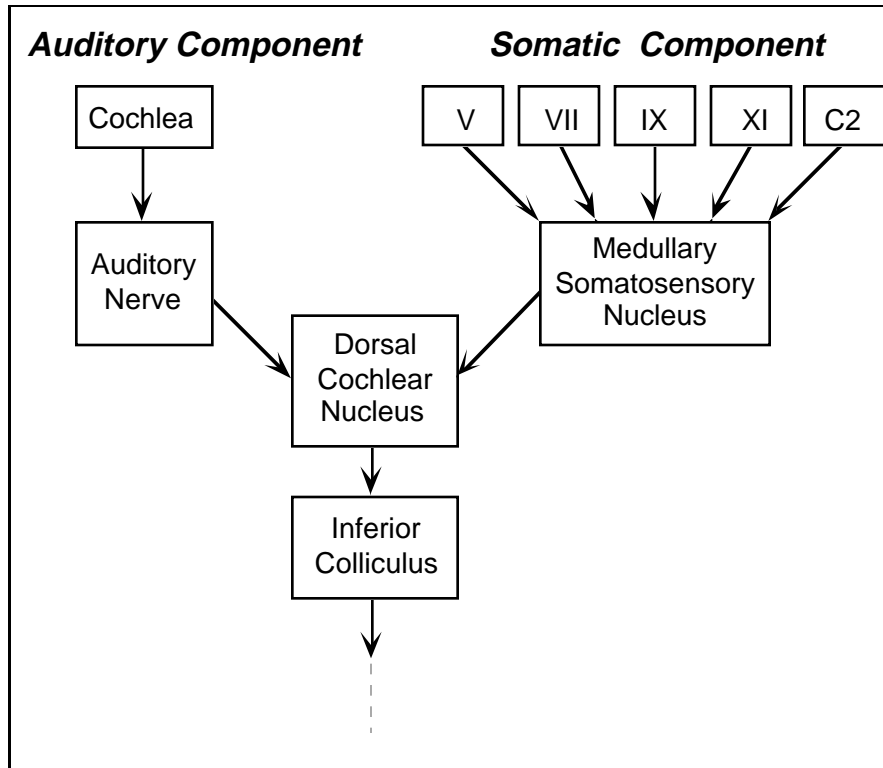 Auditory Component
Somatic Component
Cochlea
V
VII
IX
XI
C2
Auditory
Nerve
Medullary
Somatosensory
Nucleus
Dorsal
Cochlear
Nucleus
Inferior
Colliculus